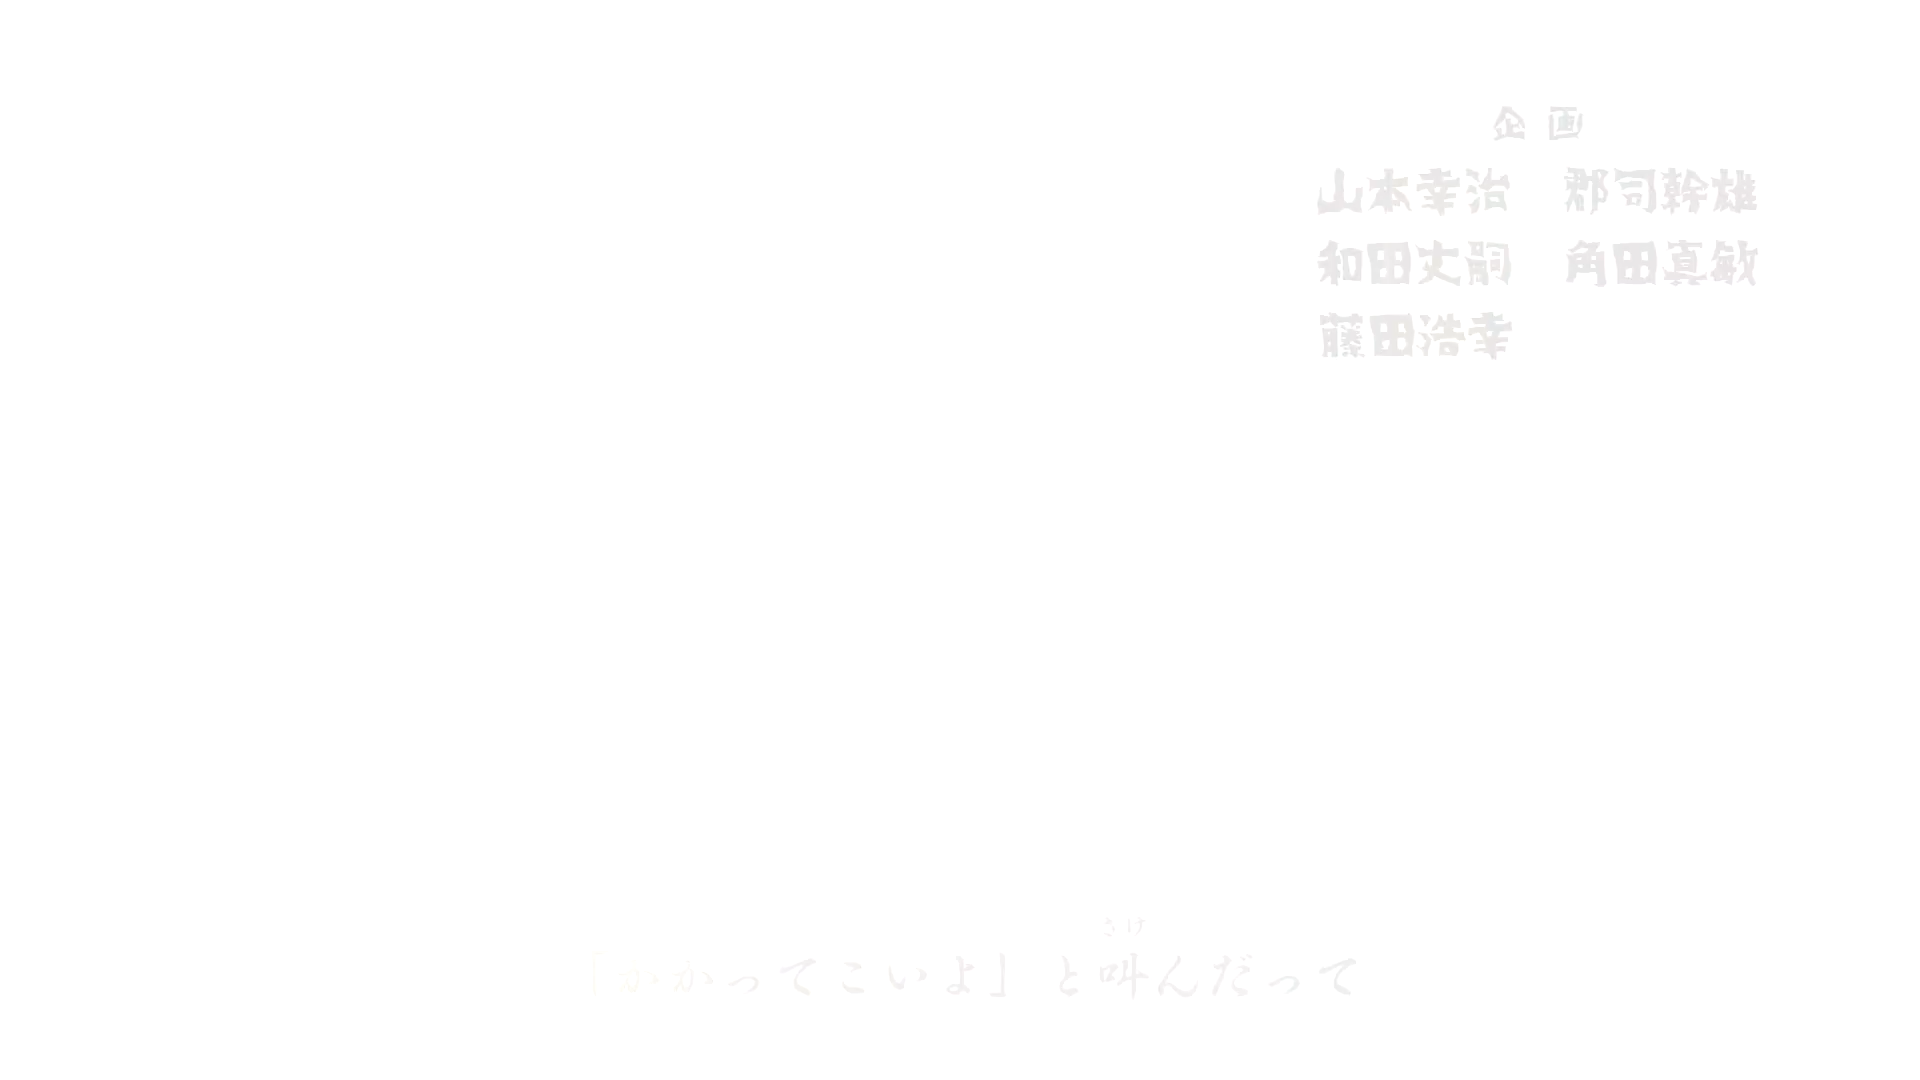 企画
山本幸治　郡司幹雄
和田丈嗣　角田真敏
藤田浩幸
さけ
「かかってこいよ」と叫んだって